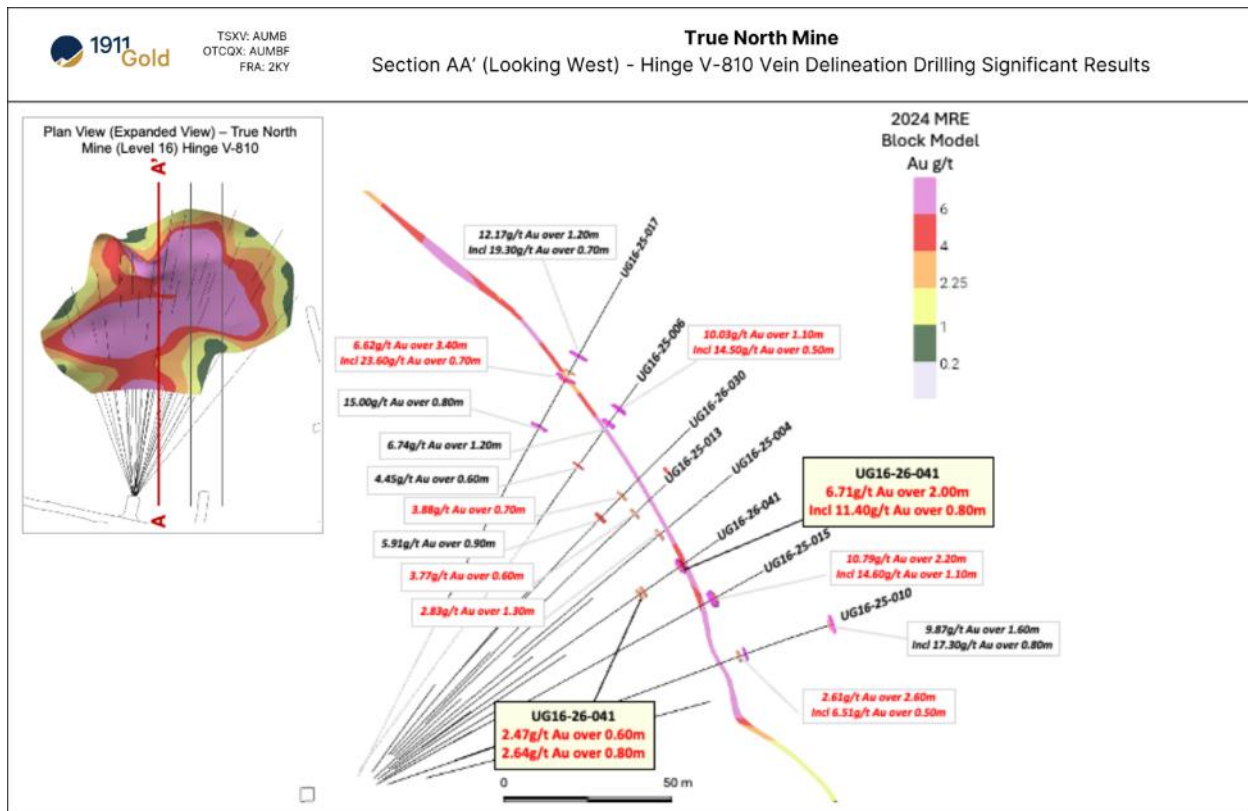 1911
Gold
TSXV: AUMB
OTCQX: AUMBF
FRA: 2KY
True North Mine
Section AA' (Looking West) - Hinge V-810 Vein Delineation Drilling Significant Results
Plan View (Expanded View) – True North
Mine (Level 16) Hinge V-810
A'
A
2024 MRE
Block Model
Au g/t
6
4
2.25
1
0.2
12.17g/t Au over 1.20m
Incl 19.30g/t Au over 0.70m
UG16-25-017
6.62g/t Au over 3.40m
Incl 23.60g/t Au over 0.70m
UG16-25-006
10.03g/t Au over 1.10m
Incl 14.50g/t Au over 0.50m
15.00g/t Au over 0.80m
UG16-26-030
6.74g/t Au over 1.20m
UG16-25-013
UG16-25-004
4.45g/t Au over 0.60m
3.88g/t Au over 0.70m
UG16-26-041
6.71g/t Au over 2.00m
Incl 11.40g/t Au over 0.80m
UG16-26-041
5.91g/t Au over 0.90m
UG16-25-015
3.77g/t Au over 0.60m
10.79g/t Au over 2.20m
Incl 14.60g/t Au over 1.10m
2.83g/t Au over 1.30m
UG16-25-010
9.87g/t Au over 1.60m
Incl 17.30g/t Au over 0.80m
2.61g/t Au over 2.60m
Incl 6.51g/t Au over 0.50m
UG16-26-041
2.47g/t Au over 0.60m
2.64g/t Au over 0.80m
0 50 m